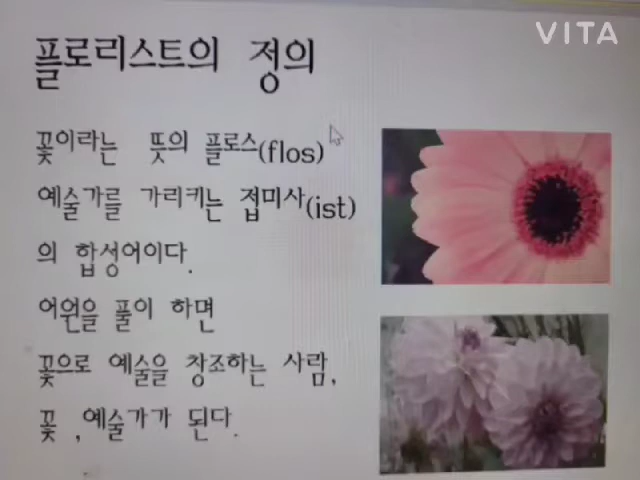 VITA
플로리스트의 정의
꽃이라는 뜻의 플로스(flos)
예술가를 가리키는 접미사(ist)
의 합성어이다.
어원을 풀이 하면
꽃으로 예술을 창조하는 사람,
꽃 ,예술가가 된다.